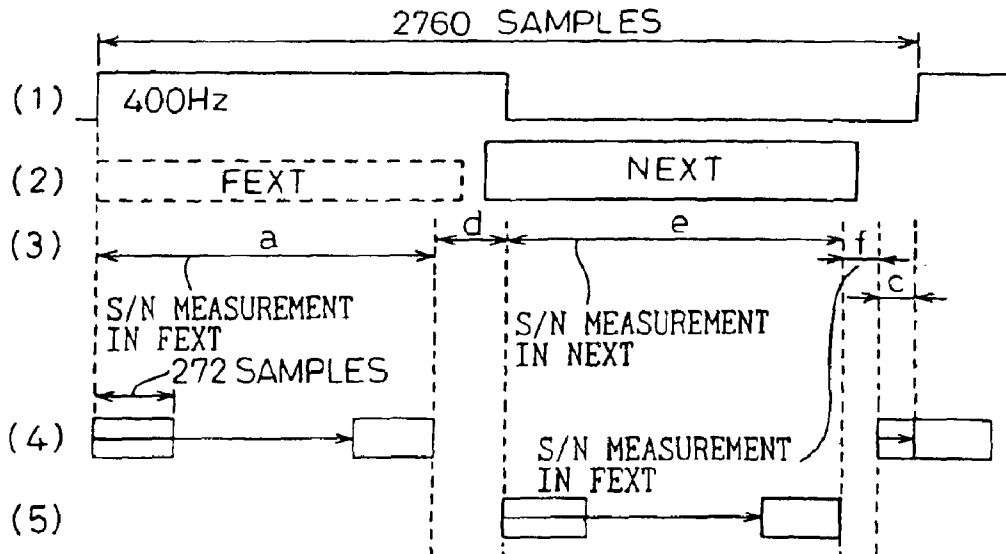 2760 SAMPLES
(1)
400Hz
(2)
FEXT
NEXT
(3)
a
d
e
f
c
S/N MEASUREMENT
IN FEXT
S/N MEASUREMENT
IN NEXT
272 SAMPLES
(4)
S/N MEASUREMENT
IN FEXT
(5)